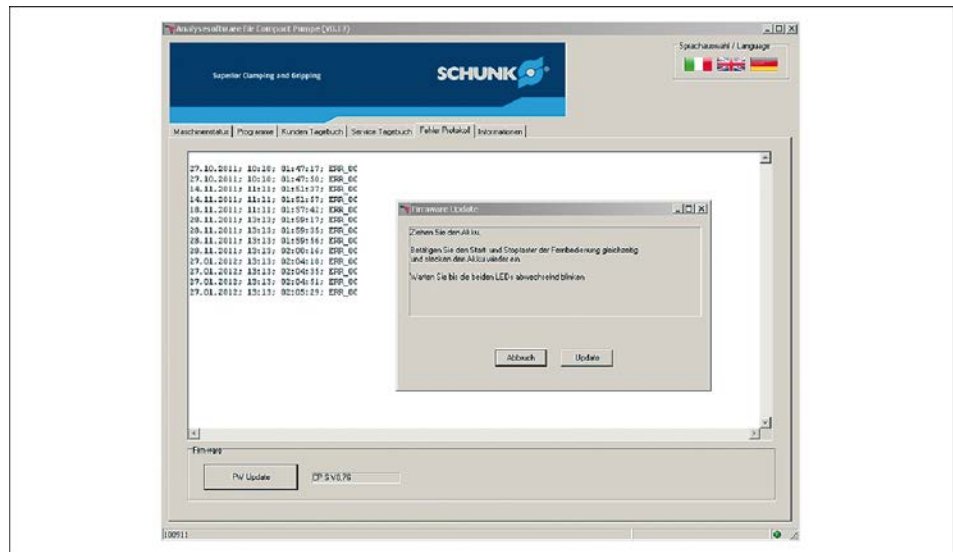 Analysesoftware für Compact Pumpe
Sprachauswahl / Language
Superior Clamping and Gripping
SCHUNK
Maschinenstatus Programme Kunden Tagebuch Service Tagebuch Fehler Protokoll Informationen
27.10.2011; 10:10; 01:47:17; ERR_0C
27.10.2011; 10:10; 01:47:50; ERR_0C
14.11.2011; 11:11; 01:51:37; ERR_0C
14.11.2011; 11:11; 01:51:57; ERR_0C
18.11.2011; 11:11; 01:57:42; ERR_0C
28.11.2011; 13:13; 01:59:17; ERR_0C
28.11.2011; 13:13; 01:59:35; ERR_0C
28.11.2011; 13:13; 01:59:56; ERR_0C
28.11.2011; 13:13; 02:00:16; ERR_0C
27.01.2012; 13:13; 02:04:18; ERR_0C
27.01.2012; 13:13; 02:04:35; ERR_0C
27.01.2012; 13:13; 02:04:51; ERR_0C
27.01.2012; 13:13; 02:05:29; ERR_0C
Firmware Update
Ziehen Sie den Akku.
Betätigen Sie den Start- und Stoptaster der Fernbedienung gleichzeitig
und stecken den Akku wieder ein.
Warten Sie bis die beiden LEDs abwechselnd blinken
Abbruch Update
Firmware
FW Update CP S V0.76
100911